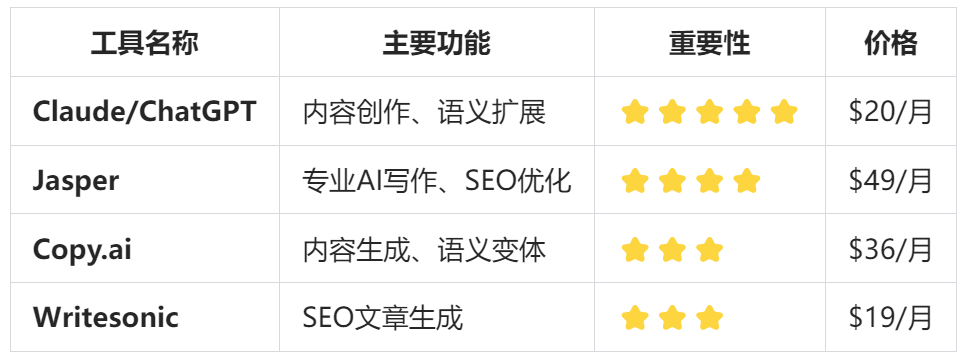 工具名称 主要功能 重要性 价格
Claude/ChatGPT 内容创作、语义扩展 ⭐⭐⭐⭐⭐ $20/月
Jasper 专业AI写作、SEO优化 ⭐⭐⭐⭐ $49/月
Copy.ai 内容生成、语义变体 ⭐⭐⭐ $36/月
Writesonic SEO文章生成 ⭐⭐⭐ $19/月